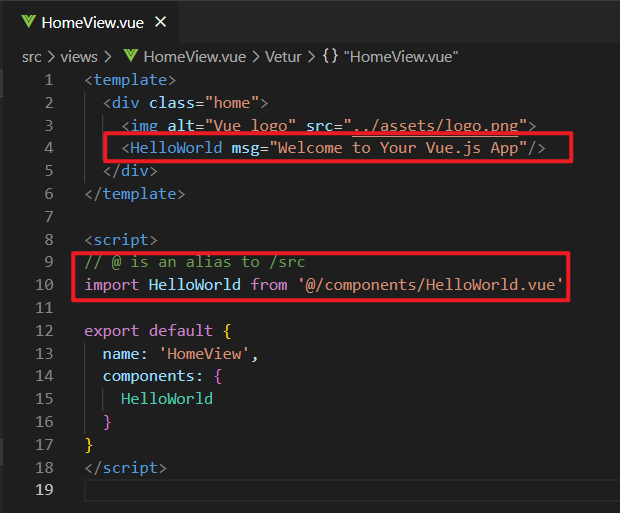 HomeView.vue ×
src > views > HomeView.vue > Vetur > {} "HomeView.vue"
1 <template>
2   <div class="home">
3     <img alt="Vue logo" src="../assets/logo.png">
4     <HelloWorld msg="Welcome to Your Vue.js App"/>
5   </div>
6 </template>
7
8 <script>
9 // @ is an alias to /src
10 import HelloWorld from '@/components/HelloWorld.vue'
11
12 export default {
13   name: 'HomeView',
14   components: {
15     HelloWorld
16   }
17 }
18 </script>
19